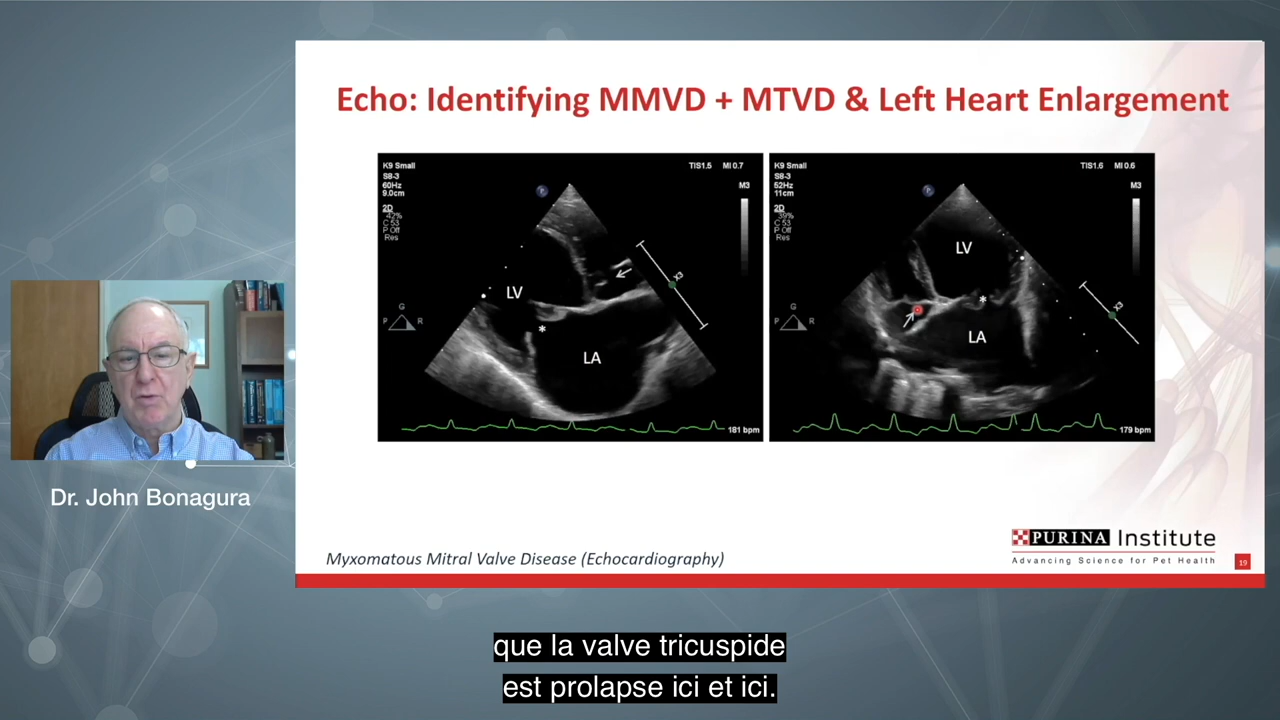 Echo: Identifying MMVD + MTVD & Left Heart Enlargement
K9 Small
S8-3
60Hz
9.0cm
2D
42%
C 53
P Off
Res
TIS1.5 MI 0.7
M3
X3
G
P R
LV
*
LA
181 bpm
K9 Small
S8-3
52Hz
11cm
2D
39%
C 53
P Off
Res
TIS1.6 MI 0.6
M3
X3
G
P R
LV
*
LA
179 bpm
Dr. John Bonagura
Myxomatous Mitral Valve Disease (Echocardiography)
PURINA Institute
Advancing Science for Pet Health
19
que la valve tricuspide
est prolapse ici et ici.